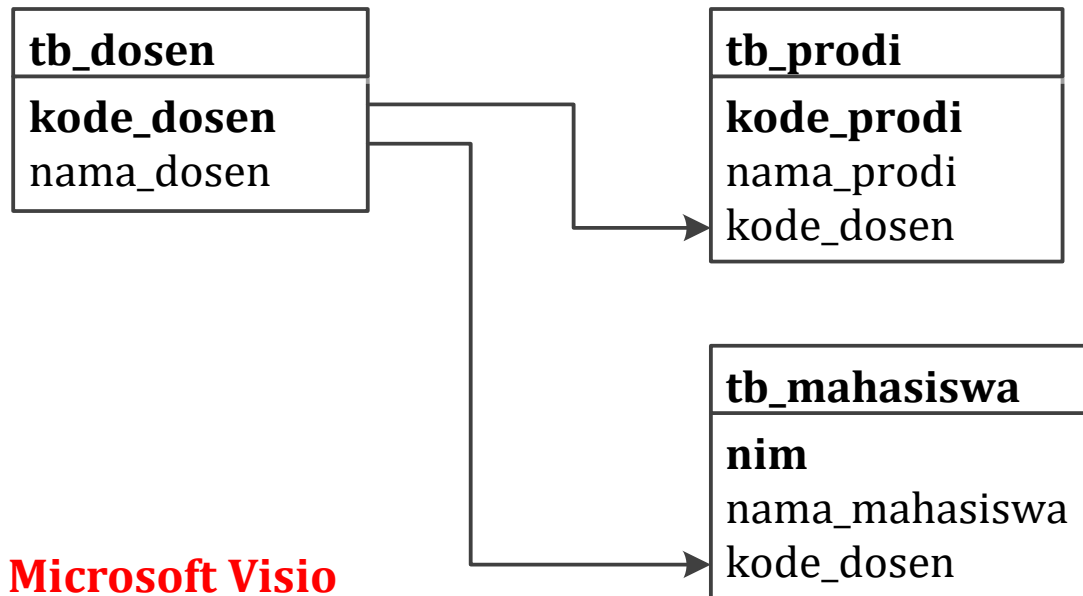 tb_dosen
kode_dosen
nama_dosen
tb_prodi
kode_prodi
nama_prodi
kode_dosen
tb_mahasiswa
nim
nama_mahasiswa
kode_dosen
Microsoft Visio